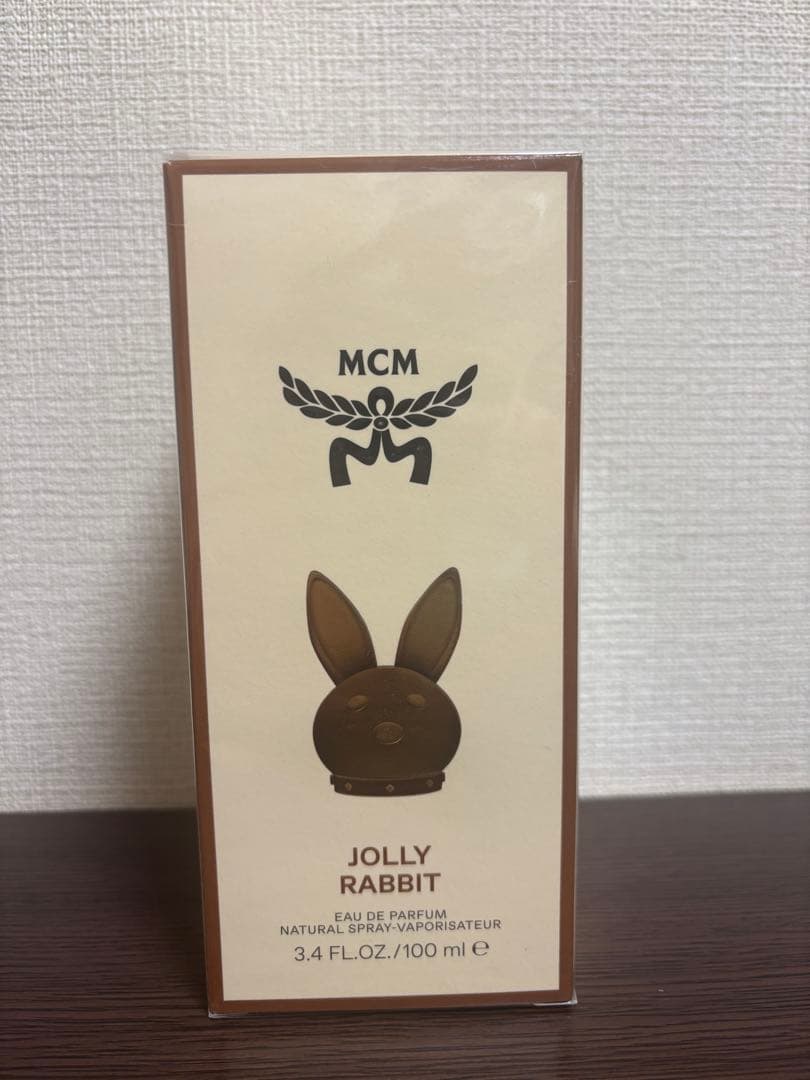 MCM
JOLLY
RABBIT
EAU DE PARFUM
NATURAL SPRAY-VAPORISATEUR
3.4 FL.OZ./100 ml ℮